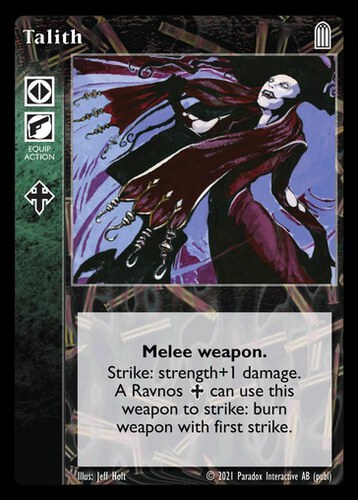 Talith
EQUIP
ACTION
Melee weapon.
Strike: strength+1 damage.
A Ravnos can use this
weapon to strike: burn
weapon with first strike.
Illus: Jeff Holt
© 2021 Paradox Interactive AB (publ)